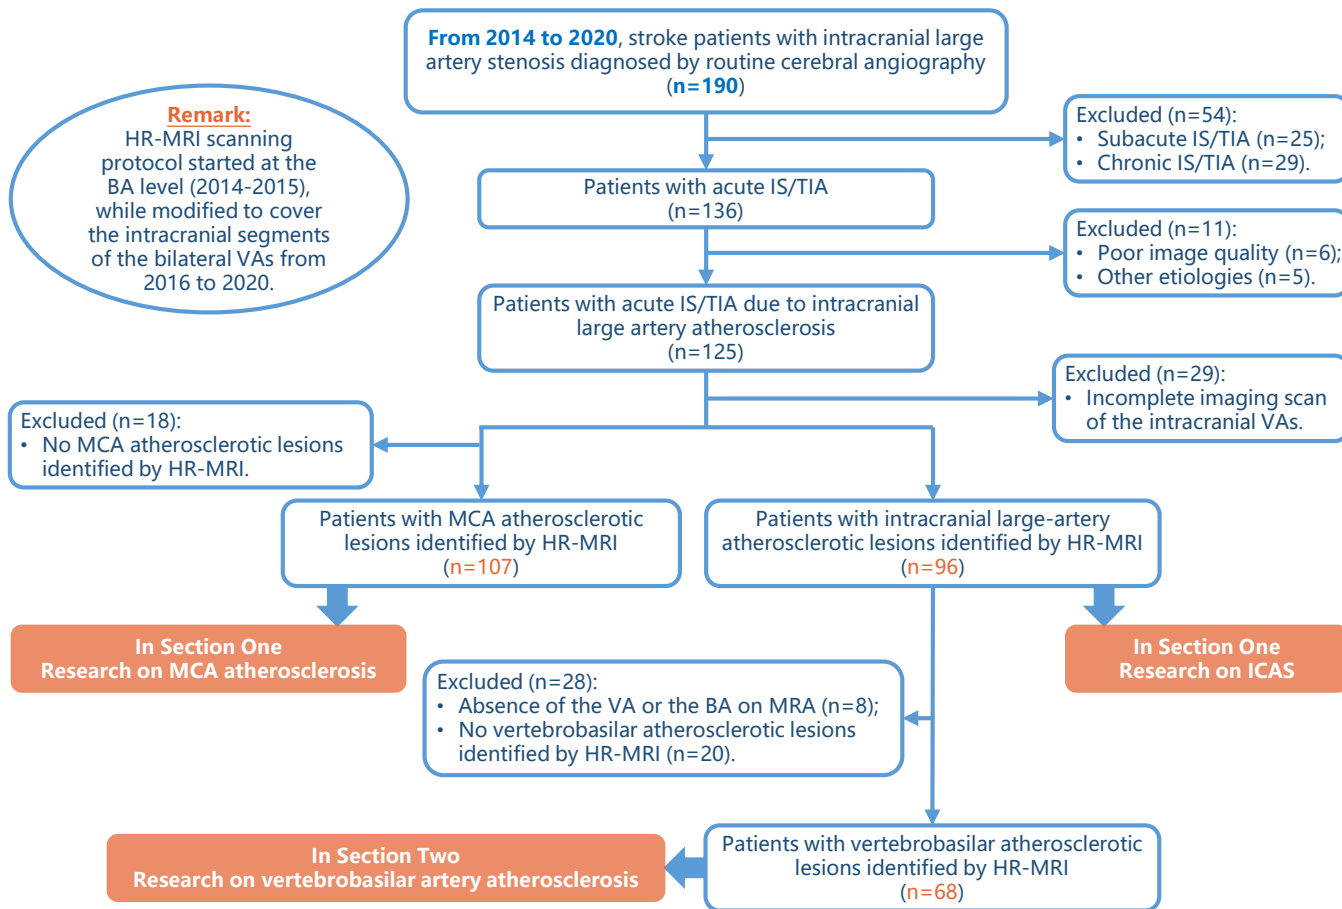 From 2014 to 2020, stroke patients with intracranial large
artery stenosis diagnosed by routine cerebral angiography
(n=190)
Remark:
HR-MRI scanning
protocol started at the
BA level (2014-2015),
while modified to cover
the intracranial segments
of the bilateral VAs from
2016 to 2020.
Excluded (n=54):
• Subacute IS/TIA (n=25);
• Chronic IS/TIA (n=29).
Patients with acute IS/TIA
(n=136)
Excluded (n=11):
• Poor image quality (n=6);
• Other etiologies (n=5).
Patients with acute IS/TIA due to intracranial
large artery atherosclerosis
(n=125)
Excluded (n=29):
• Incomplete imaging scan
of the intracranial VAs.
Excluded (n=18):
• No MCA atherosclerotic lesions
identified by HR-MRI.
Patients with MCA atherosclerotic
lesions identified by HR-MRI
(n=107)
Patients with intracranial large-artery
atherosclerotic lesions identified by HR-MRI
(n=96)
In Section One
Research on MCA atherosclerosis
In Section One
Research on ICAS
Excluded (n=28):
• Absence of the VA or the BA on MRA (n=8);
• No vertebrobasilar atherosclerotic lesions
identified by HR-MRI (n=20).
In Section Two
Research on vertebrobasilar artery atherosclerosis
Patients with vertebrobasilar atherosclerotic
lesions identified by HR-MRI
(n=68)